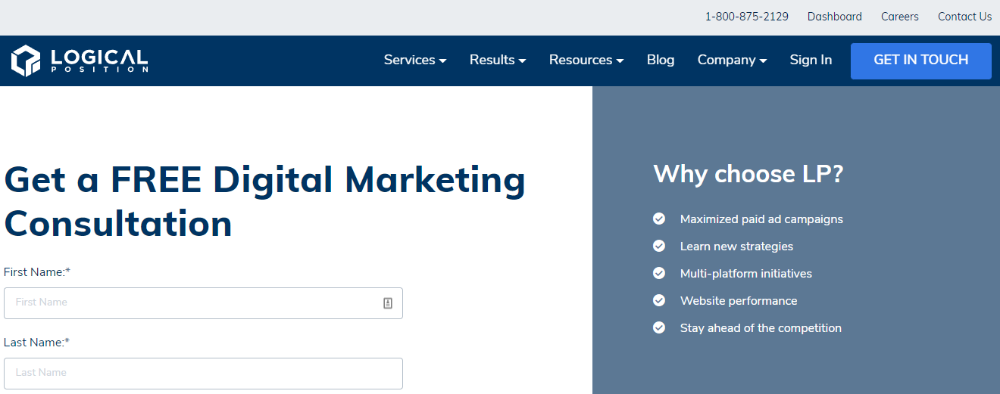 1-800-875-2129 Dashboard Careers Contact Us
LOGICAL
POSITION
Services Results Resources Blog Company Sign In GET IN TOUCH
Get a FREE Digital Marketing
Consultation
First Name:*
First Name
Last Name:*
Last Name
Why choose LP?
Maximized paid ad campaigns
Learn new strategies
Multi-platform initiatives
Website performance
Stay ahead of the competition